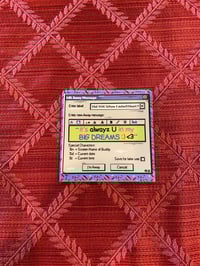 Edit Away Message
Enter label:
Enter new Away message:
"it's always U in my
BIG DREAMS :) <3"
Special Characters:
%n = Screen Name of Buddy
%d = Current date
%t = Current time
Save for later use
I'm Away
Cancel